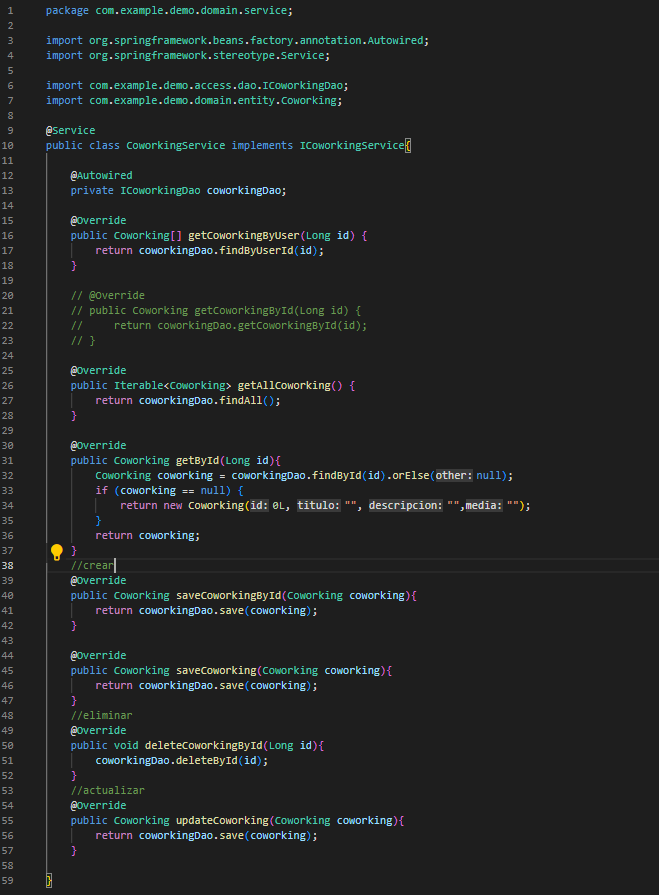 1 package com.example.demo.domain.service;
2
3 import org.springframework.beans.factory.annotation.Autowired;
4 import org.springframework.stereotype.Service;
5
6 import com.example.demo.access.dao.ICoworkingDao;
7 import com.example.demo.domain.entity.Coworking;
8
9 @Service
10 public class CoworkingService implements ICoworkingService{
11
12 @Autowired
13 private ICoworkingDao coworkingDao;
14
15 @Override
16 public Coworking[] getCoworkingByUser(Long id) {
17 return coworkingDao.findByUserId(id);
18 }
19
20 // @Override
21 // public Coworking getCoworkingById(Long id) {
22 //     return coworkingDao.getCoworkingById(id);
23 // }
24
25 @Override
26 public Iterable<Coworking> getAllCoworking() {
27 return coworkingDao.findAll();
28 }
29
30 @Override
31 public Coworking getById(Long id){
32 Coworking coworking = coworkingDao.findById(id).orElse(other: null);
33 if (coworking == null) {
34 return new Coworking(id: 0L, titulo: "", descripcion: "",media: "");
35 }
36 return coworking;
37 }
38 //crear
39 @Override
40 public Coworking saveCoworkingById(Coworking coworking){
41 return coworkingDao.save(coworking);
42 }
43
44 @Override
45 public Coworking saveCoworking(Coworking coworking){
46 return coworkingDao.save(coworking);
47 }
48 //eliminar
49 @Override
50 public void deleteCoworkingById(Long id){
51 coworkingDao.deleteById(id);
52 }
53 //actualizar
54 @Override
55 public Coworking updateCoworking(Coworking coworking){
56 return coworkingDao.save(coworking);
57 }
58
59 }